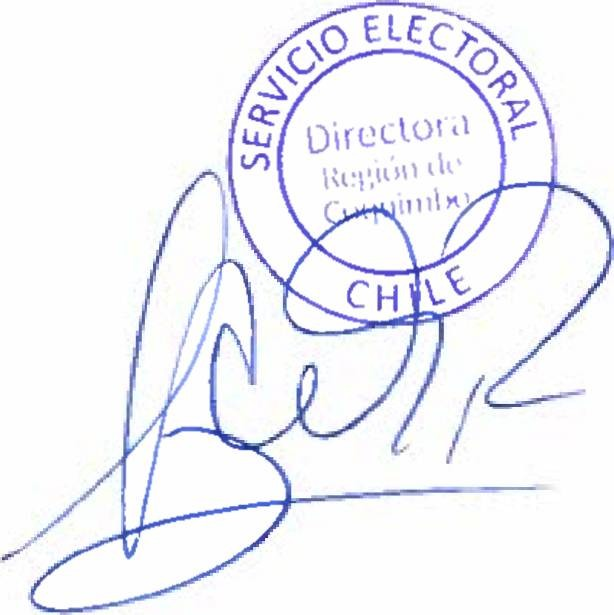 SERVICIO ELECTORAL
Directora
Región de
Coquimbo
CHILE